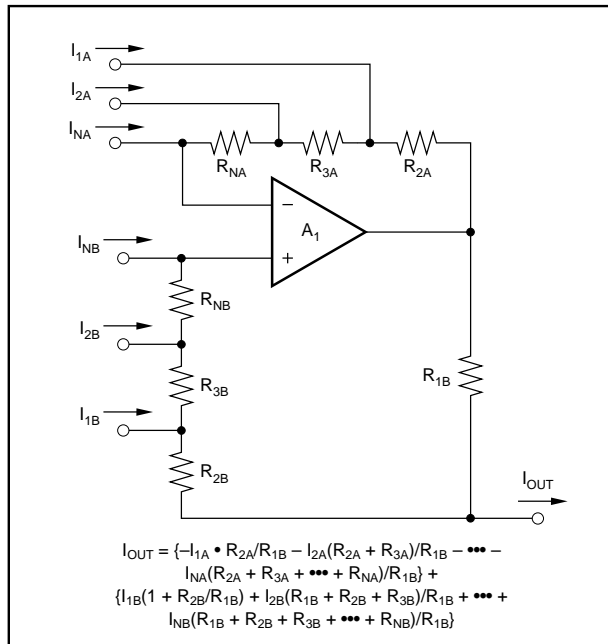 I1A
I2A
INA
RNA R3A R2A
−
A1
+
INB
RNB
I2B
R3B
R1B
I1B
R2B
IOUT
IOUT = {–I1A • R2A/R1B – I2A(R2A + R3A)/R1B – ••• –
INA(R2A + R3A + ••• + RNA)/R1B} +
{I1B(1 + R2B/R1B) + I2B(R1B + R2B + R3B)/R1B + ••• +
INB(R1B + R2B + R3B + ••• + RNB)/R1B}